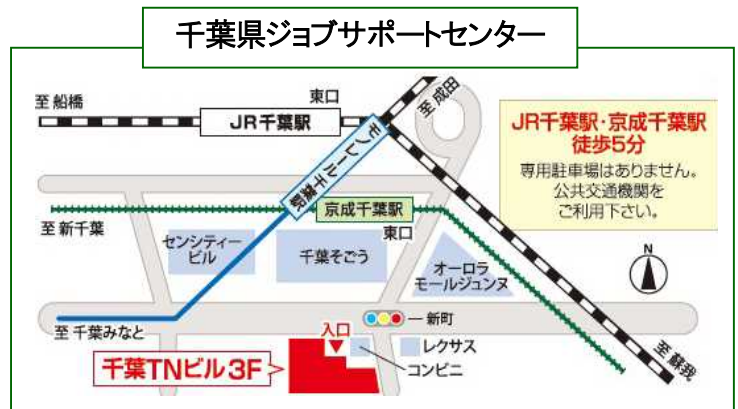 千葉県ジョブサポートセンター
至 船橋
東口
JR千葉駅
至 成田
モノレール千葉駅
JR千葉駅・京成千葉駅
徒歩5分
専用駐車場はありません。
公共交通機関を
ご利用下さい。
京成千葉駅
東口
至 新千葉
センシティー
ビル
千葉そごう
オーロラ
モールジュンヌ
N
新町
至 千葉みなと
入口
レクサス
コンビニ
千葉TNビル3F
至 蘇我